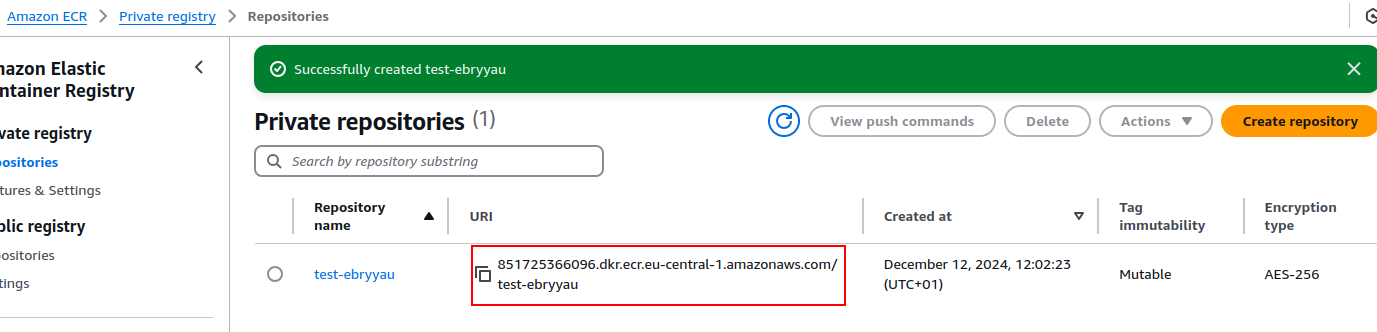 Amazon ECR > Private registry > Repositories
mazon Elastic
ntainer Registry
vate registry
positories
tures & Settings
blic registry
positories
tings
Successfully created test-ebryyau
Private repositories (1)
View push commands
Delete
Actions
Create repository
Search by repository substring
Repository name
URI
Created at
Tag immutability
Encryption type
test-ebryyau
851725366096.dkr.ecr.eu-central-1.amazonaws.com/
test-ebryyau
December 12, 2024, 12:02:23
(UTC+01)
Mutable
AES-256